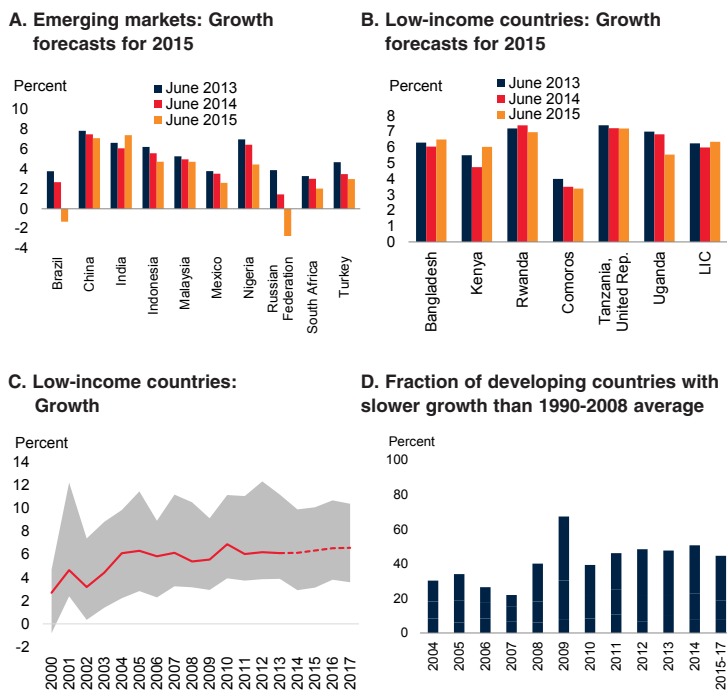 A. Emerging markets: Growth
forecasts for 2015
Percent
June 2013
June 2014
June 2015
10
8
6
4
2
0
-2
-4
Brazil
China
India
Indonesia
Malaysia
Mexico
Nigeria
Russian
Federation
South Africa
Turkey
B. Low-income countries: Growth
forecasts for 2015
Percent
June 2013
June 2014
June 2015
8
7
6
5
4
3
2
1
0
Bangladesh
Kenya
Rwanda
Comoros
Tanzania,
United Rep.
Uganda
LIC
C. Low-income countries:
Growth
Percent
14
12
10
8
6
4
2
0
-2
2000
2001
2002
2003
2004
2005
2006
2007
2008
2009
2010
2011
2012
2013
2014
2015
2016
2017
D. Fraction of developing countries with
slower growth than 1990-2008 average
Percent
100
80
60
40
20
0
2004
2005
2006
2007
2008
2009
2010
2011
2012
2013
2014
2015-17